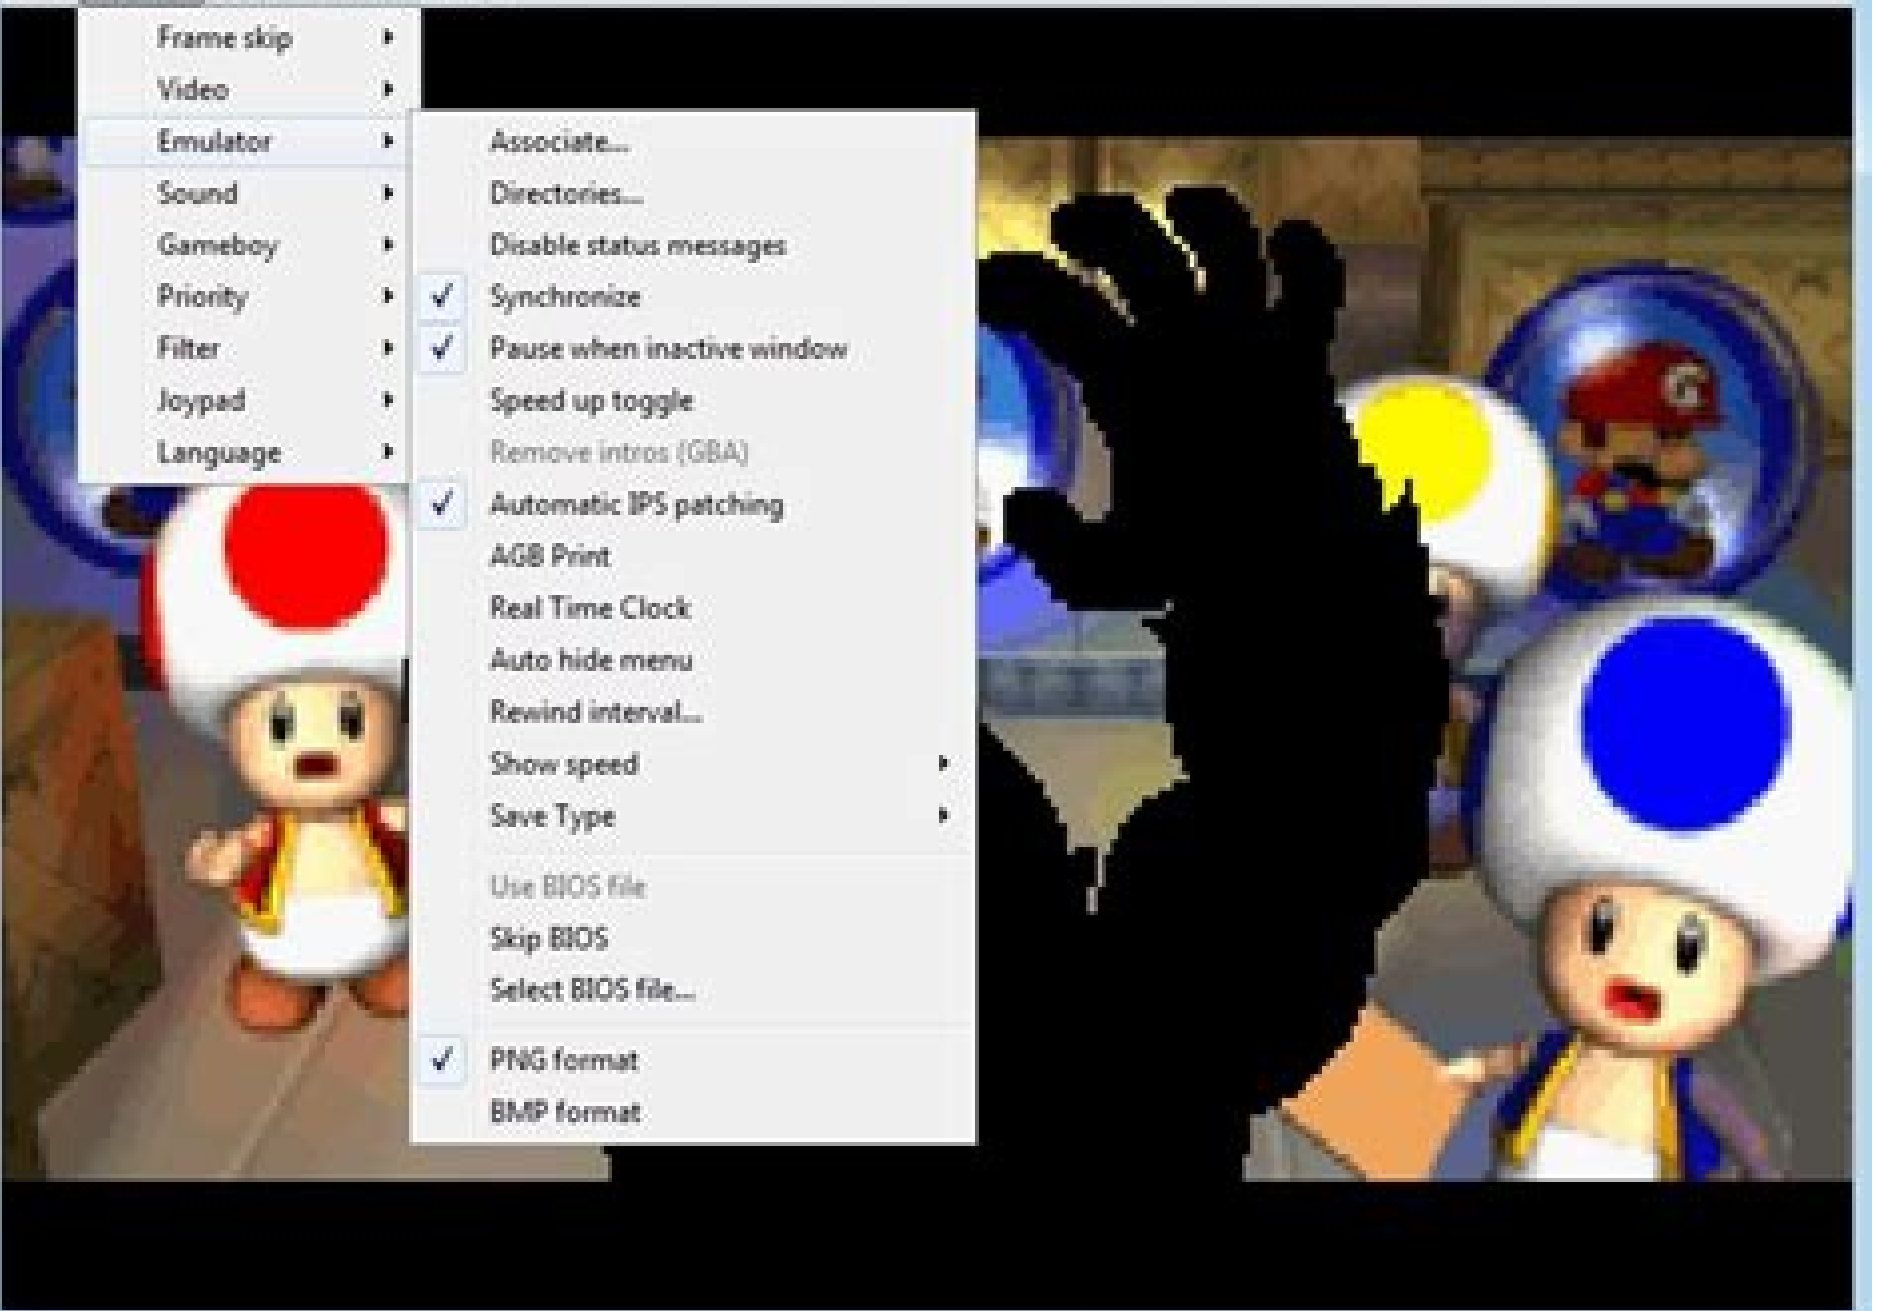 Frame skip
Video
Emulator
Sound
Gameboy
Priority
Filter
Joypad
Language
Associate...
Directories...
Disable status messages
Synchronize
Pause when inactive window
Speed up toggle
Remove intros (GBA)
Automatic IPS patching
AGB Print
Real Time Clock
Auto hide menu
Rewind interval...
Show speed
Save Type
Use BIOS file
Skip BIOS
Select BIOS file...
PNG format
BMP format
G